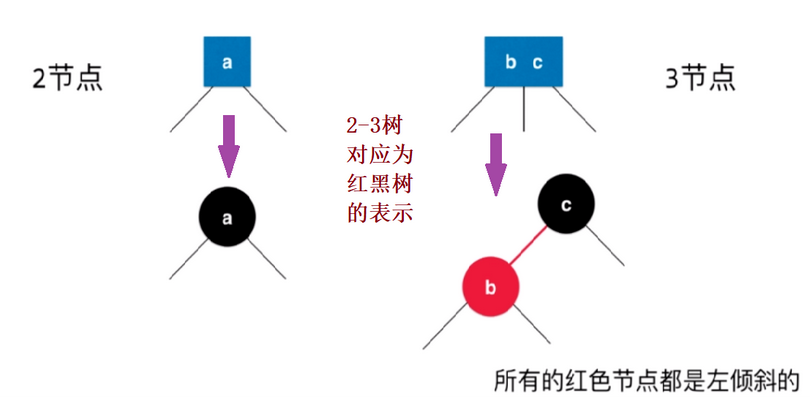 2节点
a
b c
3节点
2-3树
对应为
红黑树
的表示
a
c
b
所有的红色节点都是左倾斜的